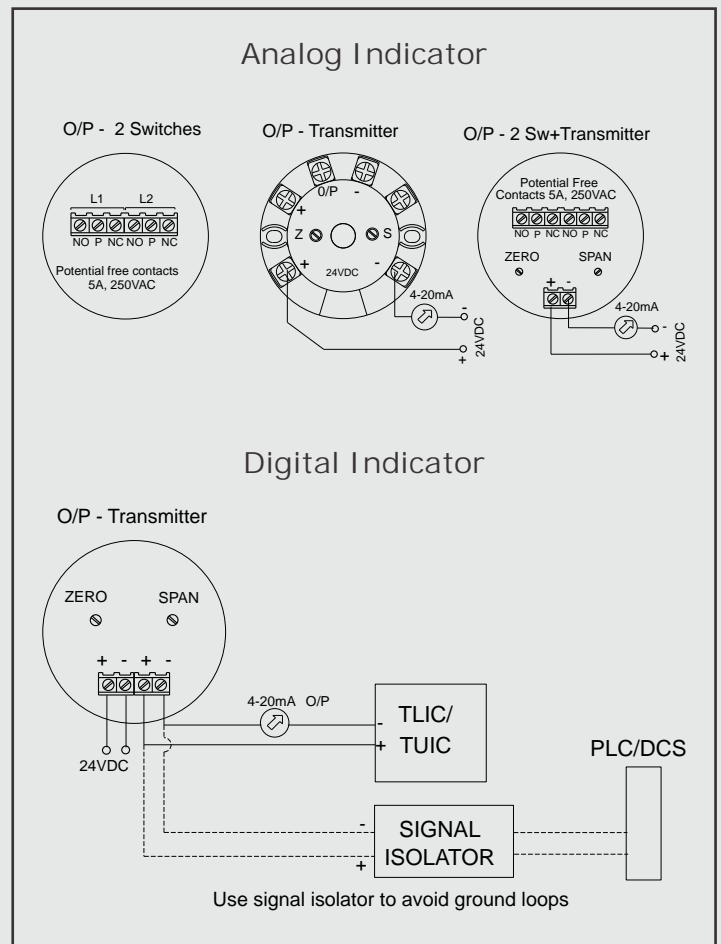 Analog Indicator
O/P - 2 Switches
L1 L2
NO P NC NO P NC
Potential free contacts
5A, 250VAC
O/P - Transmitter
O/P -
+
Z S
+ -
24VDC
4-20mA
-
24VDC
+
O/P - 2 Sw+Transmitter
Potential Free
Contacts 5A, 250VAC
NO P NC NO P NC
ZERO SPAN
+ -
4-20mA
-
24VDC
+
Digital Indicator
O/P - Transmitter
ZERO SPAN
+ - + -
24VDC
4-20mA O/P
-
+
TLIC/
TUIC
PLC/DCS
-
+
SIGNAL
ISOLATOR
Use signal isolator to avoid ground loops